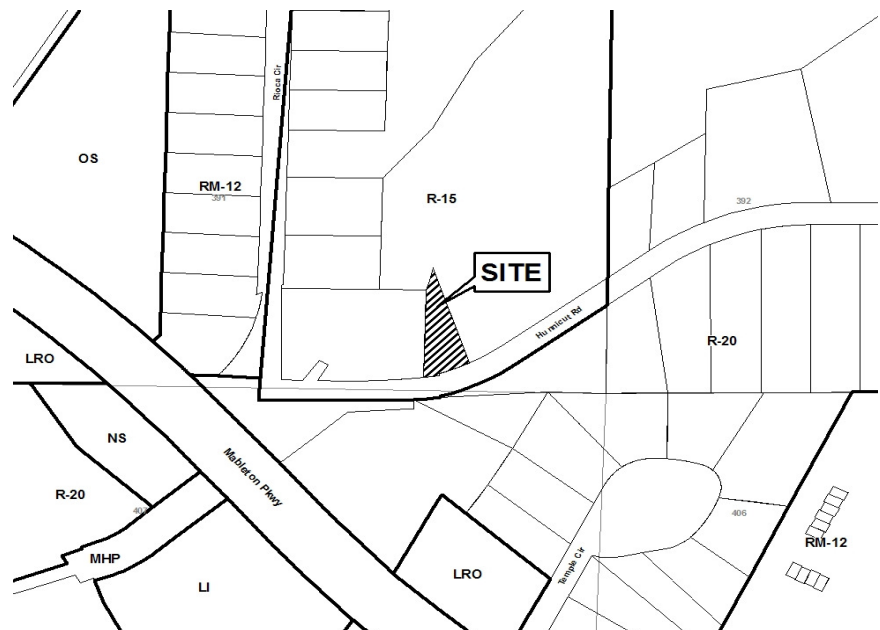 Rioca Cir
OS
RM-12
391
R-15
392
SITE
Hunnicut Rd
R-20
LRO
NS
Mableton Pkwy
R-20
406
RM-12
MHP
LRO
Temple Cir
LI